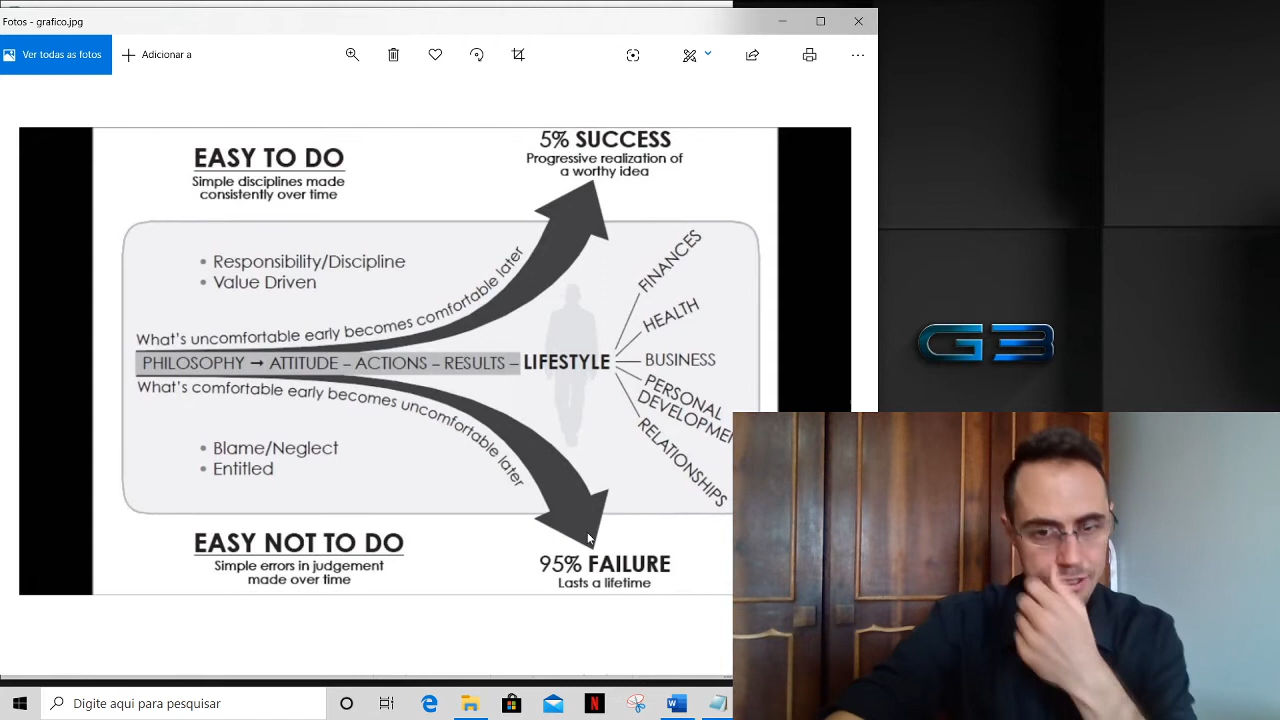 Fotos - grafico.jpg
Ver todas as fotos
Adicionar a
EASY TO DO
Simple disciplines made
consistently over time
5% SUCCESS
Progressive realization of
a worthy idea
• Responsibility/Discipline
• Value Driven
What's uncomfortable early becomes comfortable later
PHILOSOPHY → ATTITUDE – ACTIONS – RESULTS – LIFESTYLE
What's comfortable early becomes uncomfortable later
FINANCES
HEALTH
BUSINESS
PERSONAL
DEVELOPME
RELATIONSHIPS
• Blame/Neglect
• Entitled
EASY NOT TO DO
Simple errors in judgement
made over time
95% FAILURE
Lasts a lifetime
G3
Digite aqui para pesquisar